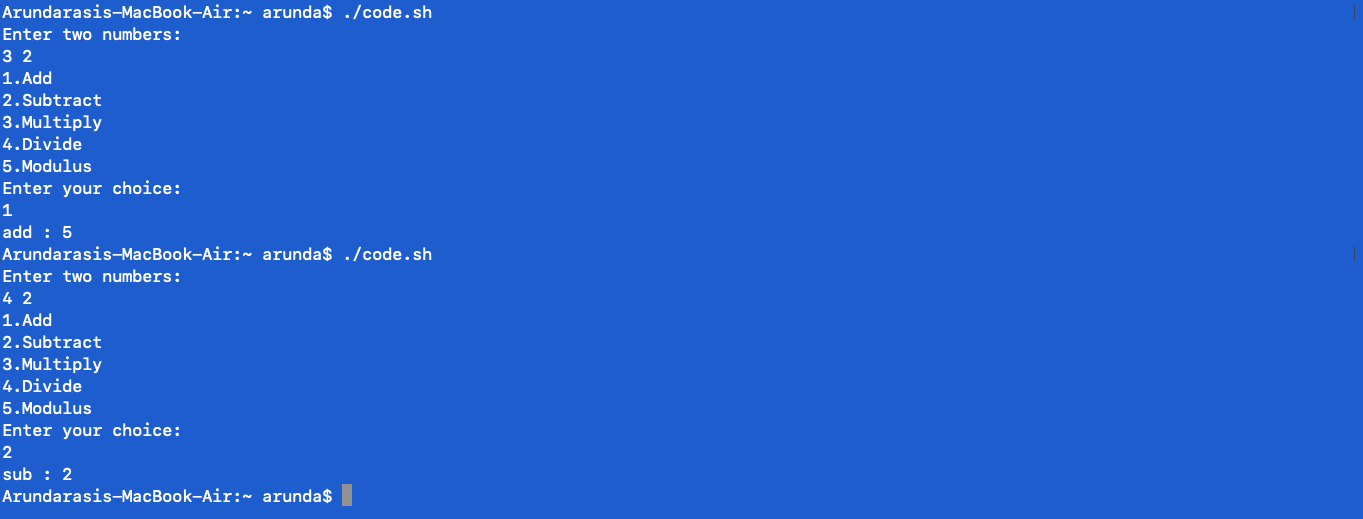 Arundarasis-MacBook-Air:~ arunda$ ./code.sh
Enter two numbers:
3 2
1.Add
2.Subtract
3.Multiply
4.Divide
5.Modulus
Enter your choice:
1
add : 5
Arundarasis-MacBook-Air:~ arunda$ ./code.sh
Enter two numbers:
4 2
1.Add
2.Subtract
3.Multiply
4.Divide
5.Modulus
Enter your choice:
2
sub : 2
Arundarasis-MacBook-Air:~ arunda$